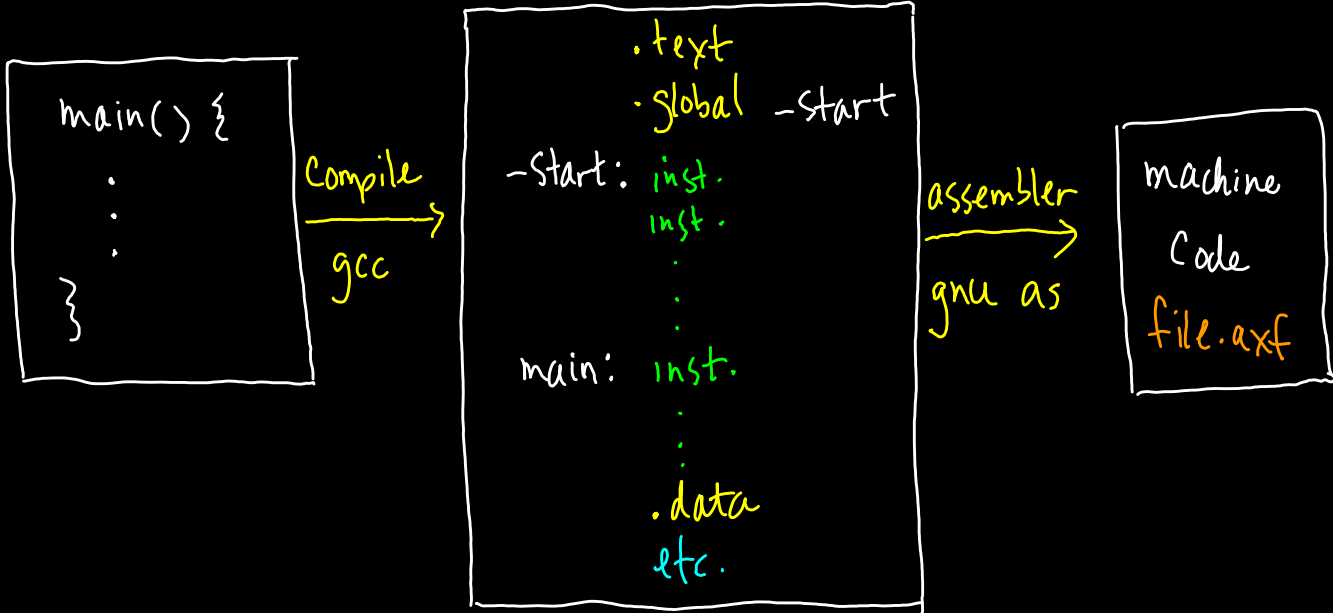 main() {
.
.
.
}
Compile
gcc
.text
.global _start
_start: inst.
inst.
.
.
.
main: inst.
.
.
.
.data
etc.
assembler
gnu as
machine
Code
file.axf